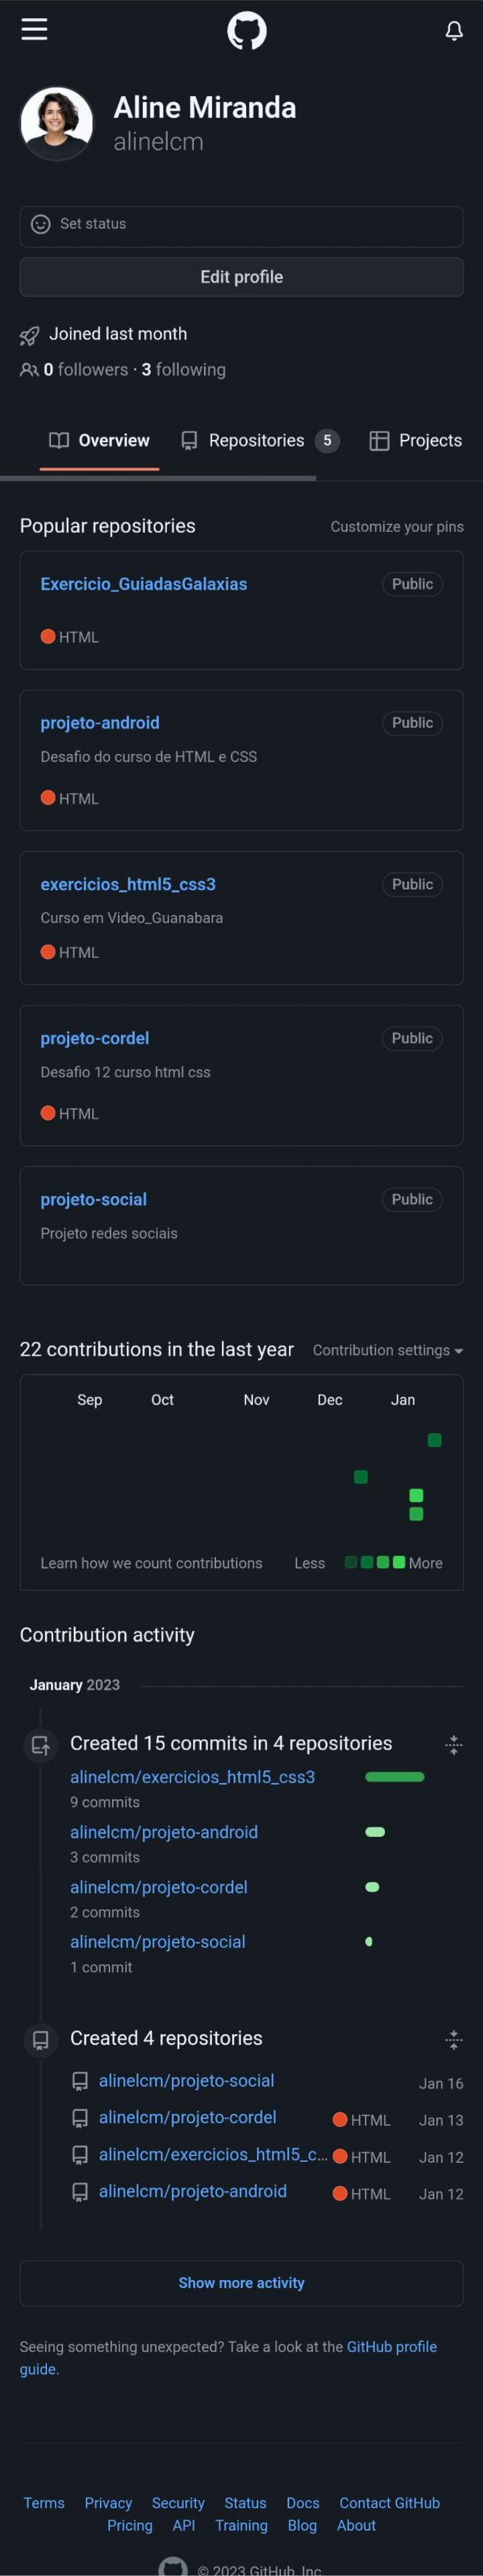 Aline Miranda
alinelcm
Set status
Edit profile
Joined last month
0 followers · 3 following
Overview Repositories 5 Projects
Popular repositories Customize your pins
Exercicio_GuiadasGalaxias Public
HTML
projeto-android Public
Desafio do curso de HTML e CSS
HTML
exercicios_html5_css3 Public
Curso em Video_Guanabara
HTML
projeto-cordel Public
Desafio 12 curso html css
HTML
projeto-social Public
Projeto redes sociais
22 contributions in the last year Contribution settings
Sep Oct Nov Dec Jan
Learn how we count contributions Less More
Contribution activity
January 2023
Created 15 commits in 4 repositories
alinelcm/exercicios_html5_css3
9 commits
alinelcm/projeto-android
3 commits
alinelcm/projeto-cordel
2 commits
alinelcm/projeto-social
1 commit
Created 4 repositories
alinelcm/projeto-social Jan 16
alinelcm/projeto-cordel HTML Jan 13
alinelcm/exercicios_html5_c... HTML Jan 12
alinelcm/projeto-android HTML Jan 12
Show more activity
Seeing something unexpected? Take a look at the GitHub profile
guide.
Terms Privacy Security Status Docs Contact GitHub
Pricing API Training Blog About
© 2023 GitHub, Inc.